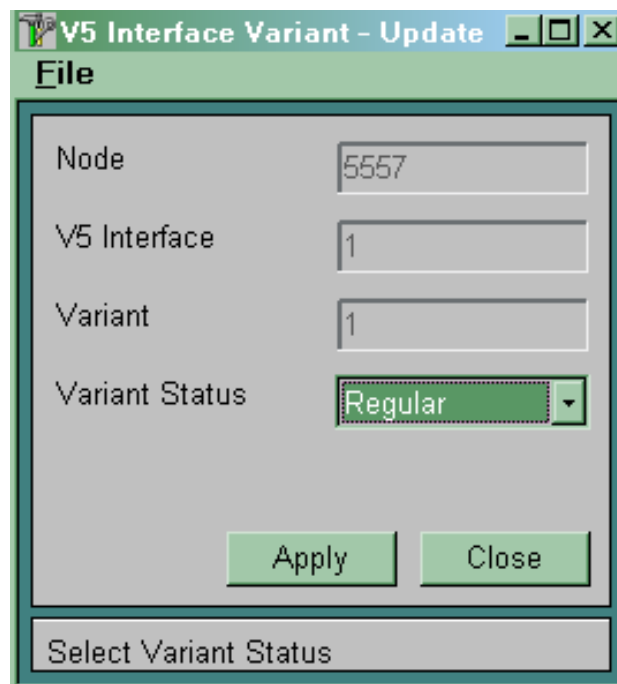 V5 Interface Variant - Update
File
Node 5557
V5 Interface 1
Variant 1
Variant Status Regular
Apply Close
Select Variant Status